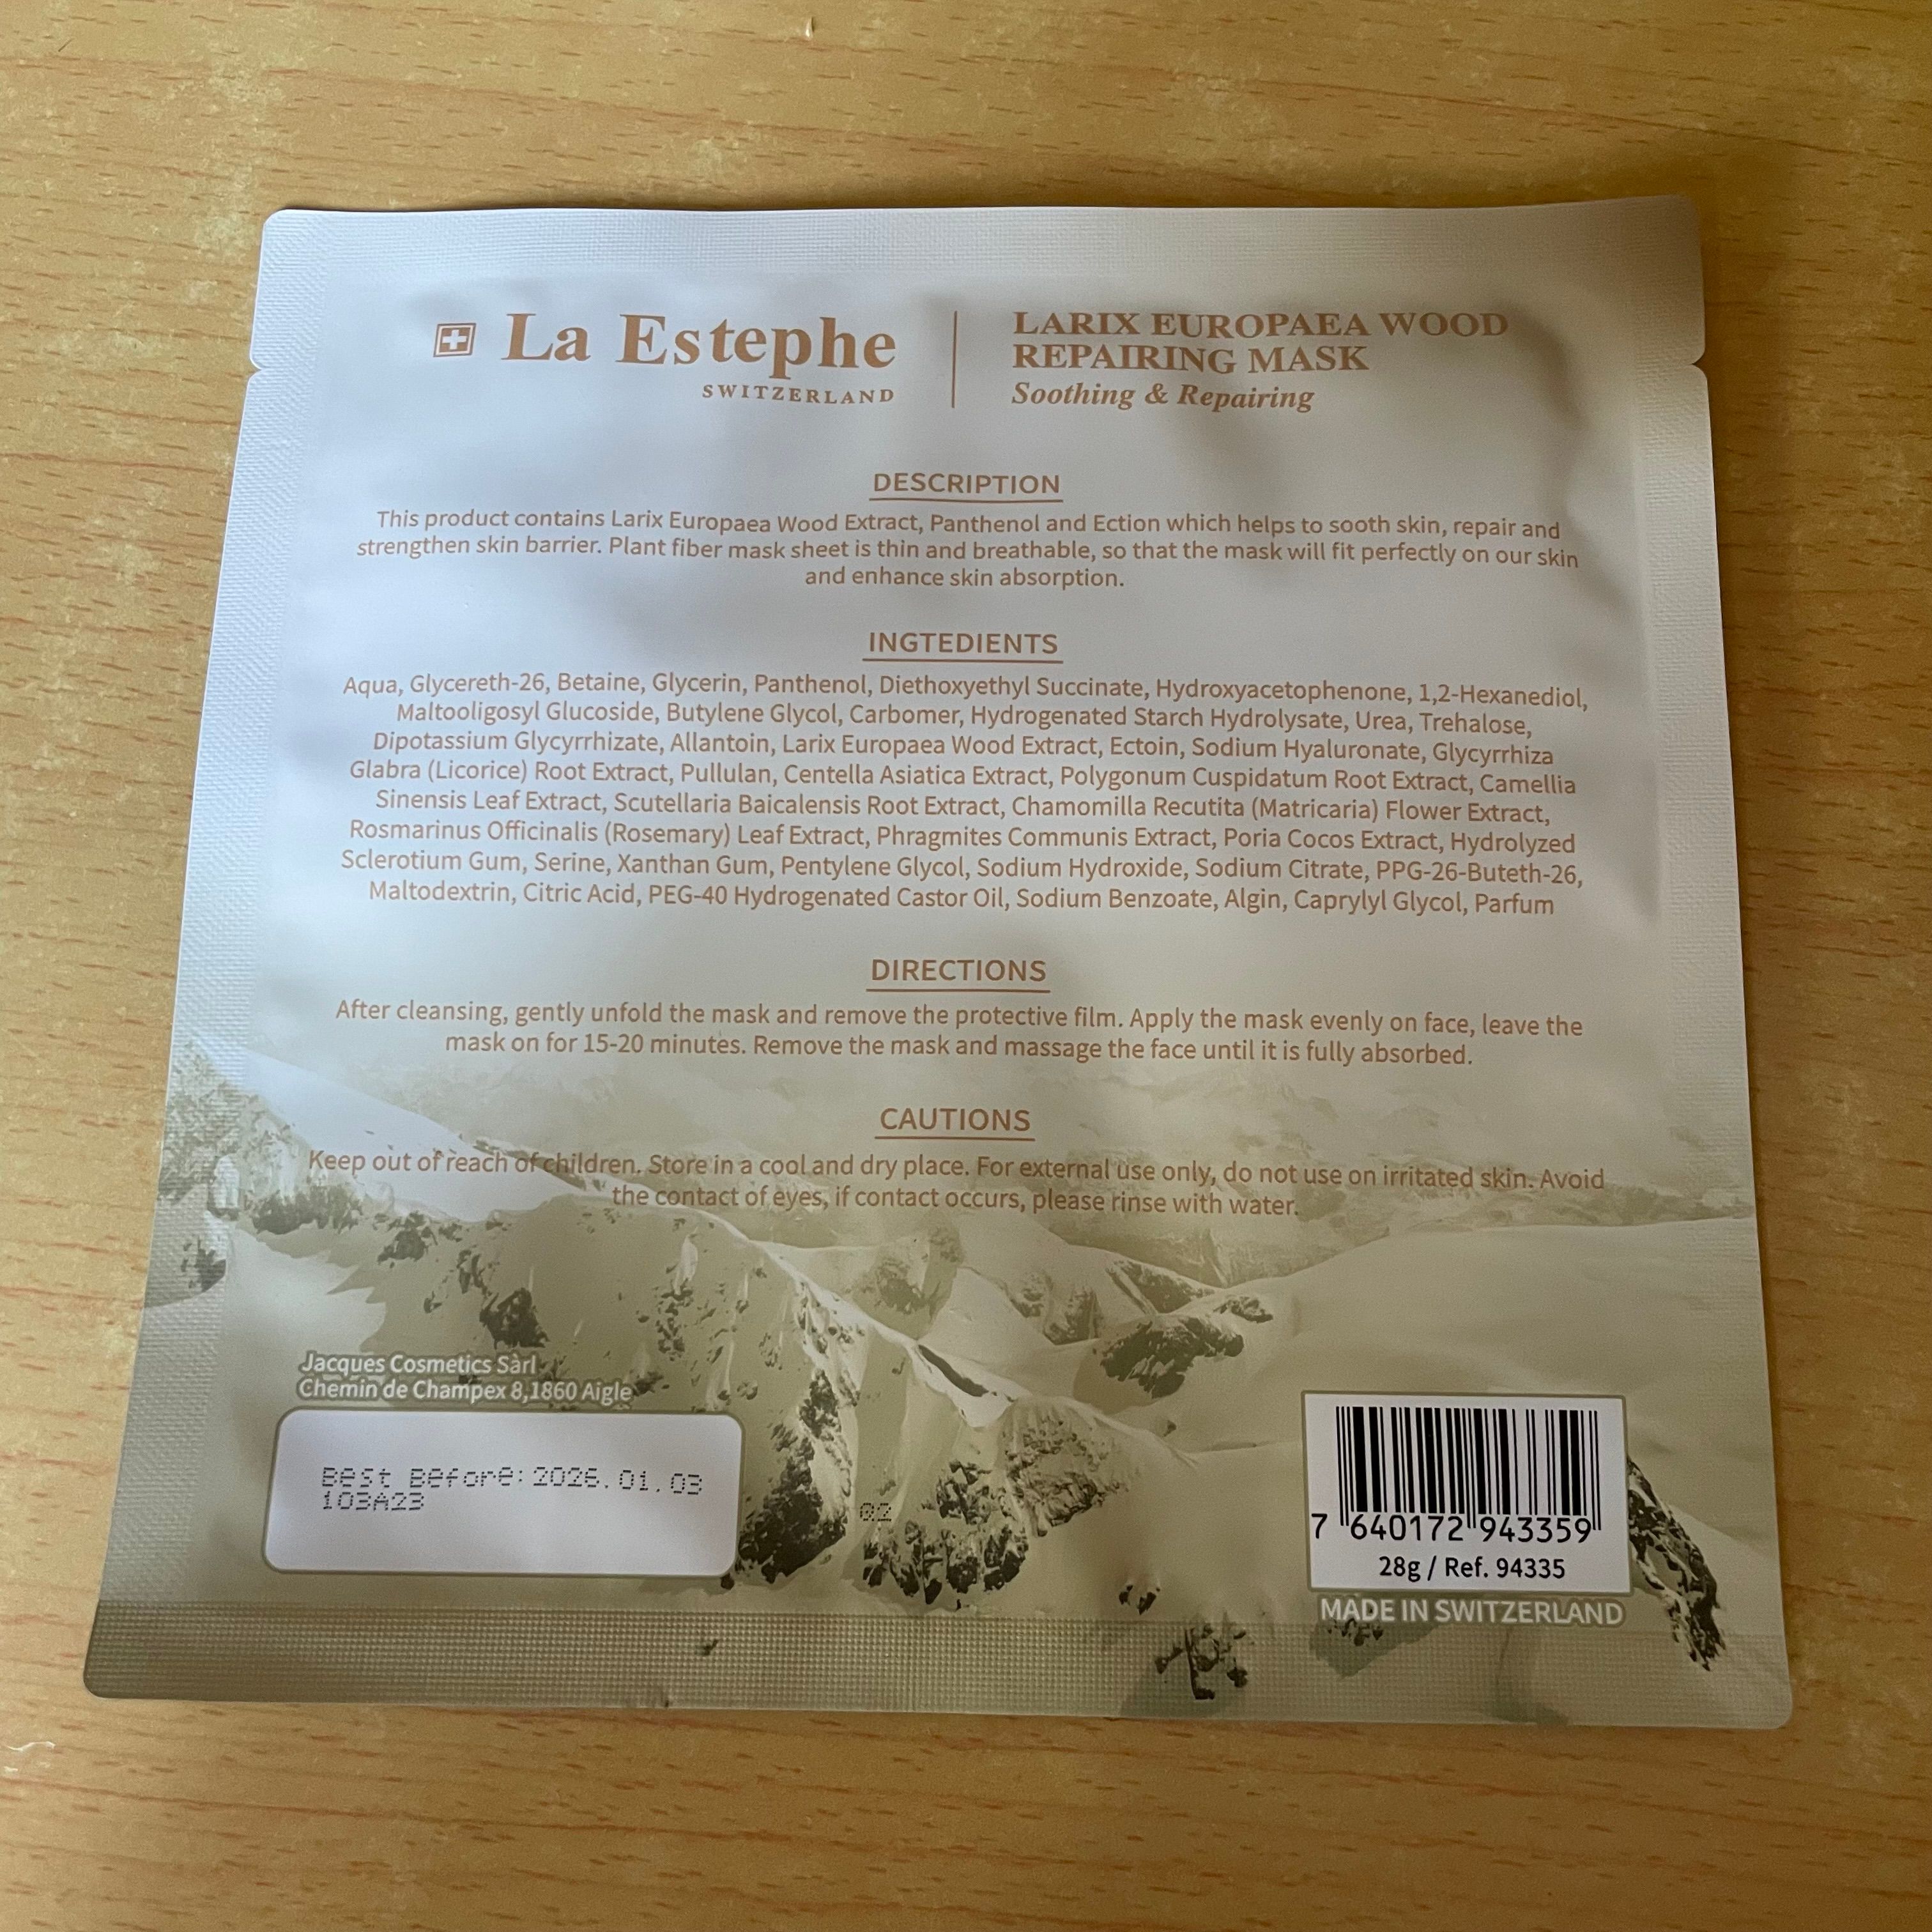 La Estephe
SWITZERLAND
LARIX EUROPAEA WOOD
REPAIRING MASK
Soothing & Repairing
DESCRIPTION
This product contains Larix Europaea Wood Extract, Panthenol and Ection which helps to sooth skin, repair and
strengthen skin barrier. Plant fiber mask sheet is thin and breathable, so that the mask will fit perfectly on our skin
and enhance skin absorption.
INGTEDIENTS
Aqua, Glycereth-26, Betaine, Glycerin, Panthenol, Diethoxyethyl Succinate, Hydroxyacetophenone, 1,2-Hexanediol,
Maltooligosyl Glucoside, Butylene Glycol, Carbomer, Hydrogenated Starch Hydrolysate, Urea, Trehalose,
Dipotassium Glycyrrhizate, Allantoin, Larix Europaea Wood Extract, Ectoin, Sodium Hyaluronate, Glycyrrhiza
Glabra (Licorice) Root Extract, Pullulan, Centella Asiatica Extract, Polygonum Cuspidatum Root Extract, Camellia
Sinensis Leaf Extract, Scutellaria Baicalensis Root Extract, Chamomilla Recutita (Matricaria) Flower Extract,
Rosmarinus Officinalis (Rosemary) Leaf Extract, Phragmites Communis Extract, Poria Cocos Extract, Hydrolyzed
Sclerotium Gum, Serine, Xanthan Gum, Pentylene Glycol, Sodium Hydroxide, Sodium Citrate, PPG-26-Buteth-26,
Maltodextrin, Citric Acid, PEG-40 Hydrogenated Castor Oil, Sodium Benzoate, Algin, Caprylyl Glycol, Parfum
DIRECTIONS
After cleansing, gently unfold the mask and remove the protective film. Apply the mask evenly on face, leave the
mask on for 15-20 minutes. Remove the mask and massage the face until it is fully absorbed.
CAUTIONS
Keep out of reach of children. Store in a cool and dry place. For external use only, do not use on irritated skin. Avoid
the contact of eyes, if contact occurs, please rinse with water.
Jacques Cosmetics Sàrl
Chemin de Champex 8,1860 Aigle
Best Before: 2026.01.03
103A23
02
7 640172 943359
28g / Ref. 94335
MADE IN SWITZERLAND